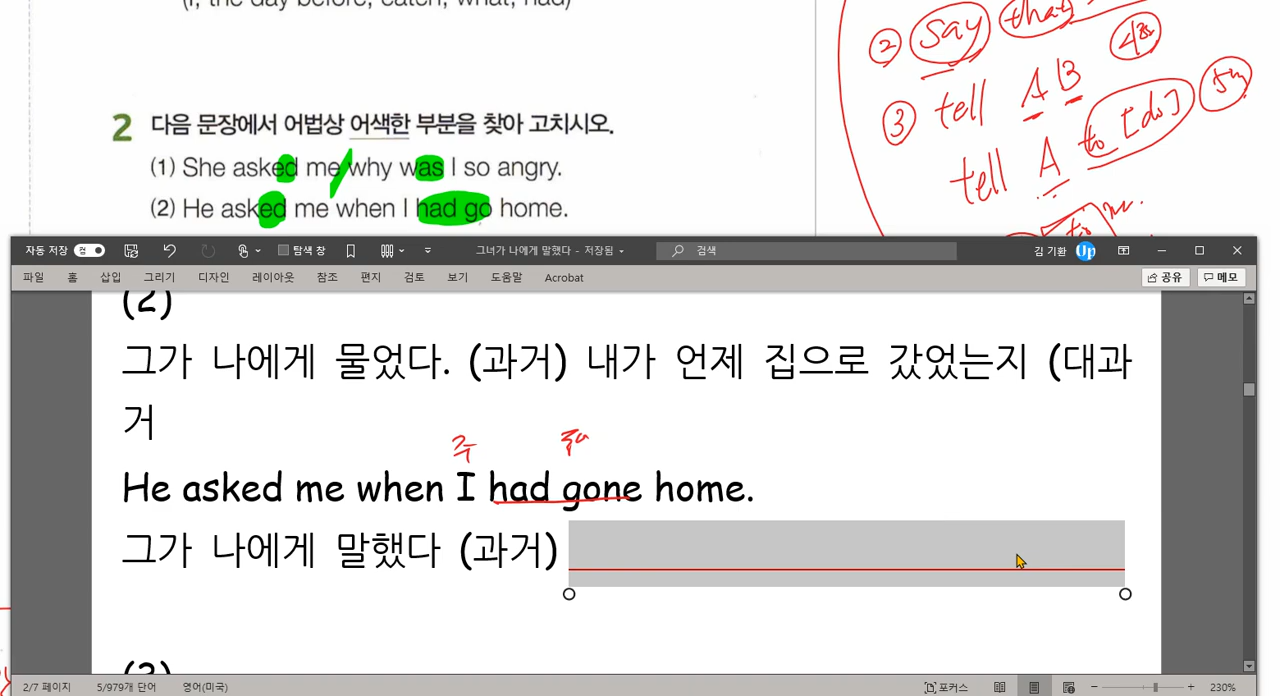 (I, the day before, catch, what, had)
② Say that
4형
③ tell A B
tell A to [do]
5형
2 다음 문장에서 어법상 어색한 부분을 찾아 고치시오.
(1) She asked me why was I so angry.
(2) He asked me when I had go home.
자동 저장 컴 탐색 창 그녀가 나에게 말했다 - 저장됨 검색 김 기환 Up
파일 홈 삽입 그리기 디자인 레이아웃 참조 편지 검토 보기 도움말 Acrobat 공유 메모
(2)
그가 나에게 물었다. (과거) 내가 언제 집으로 갔었는지 (대과
거
주
He asked me when I had gone home.
그가 나에게 말했다 (과거)
(3)
2/7 페이지 5/979개 단어 영어(미국) 포커스 230%